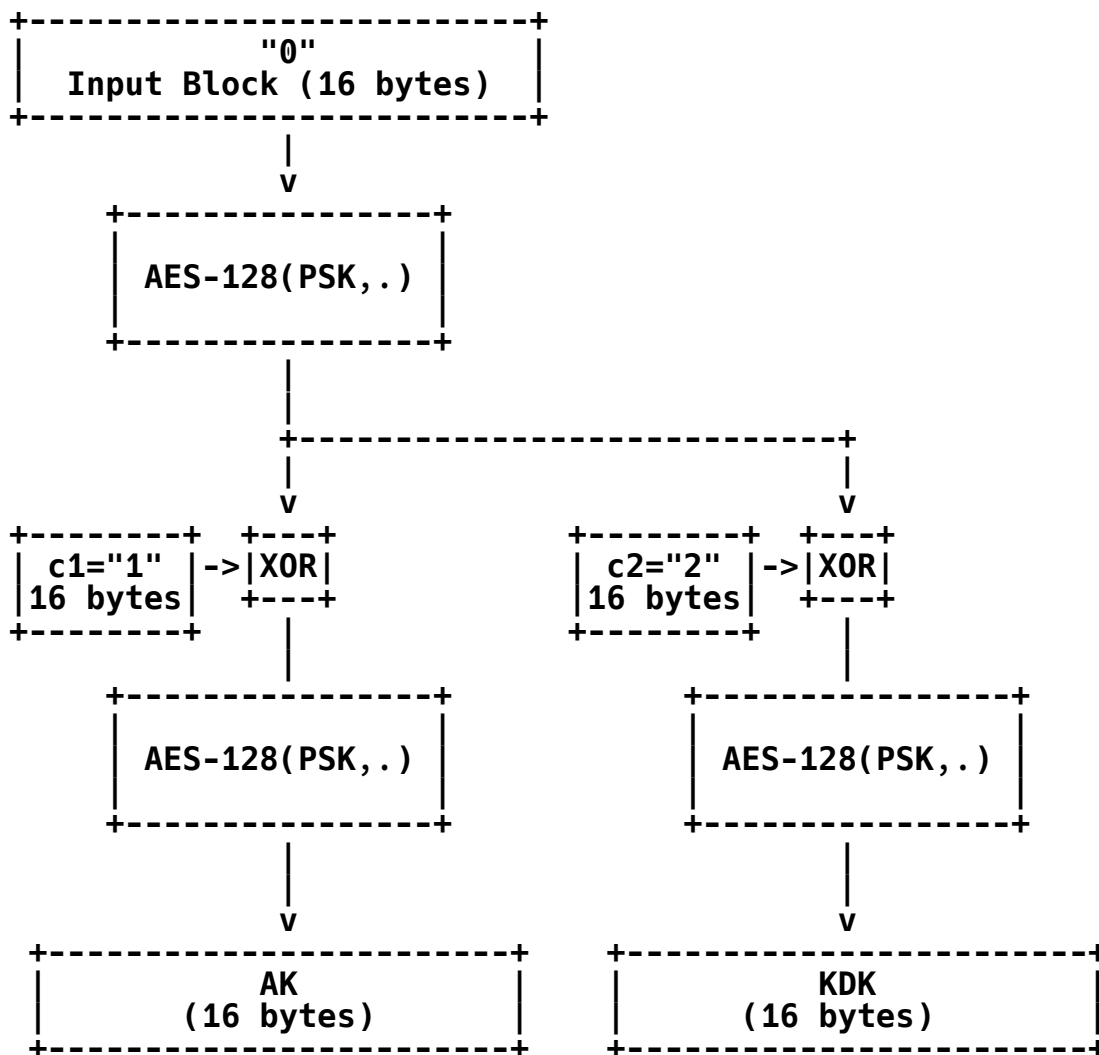 "0"
Input Block (16 bytes)
AES-128(PSK,.)
c1="1" -> XOR c2="2" -> XOR
16 bytes 16 bytes
AES-128(PSK,.) AES-128(PSK,.)
AK KDK
(16 bytes) (16 bytes)